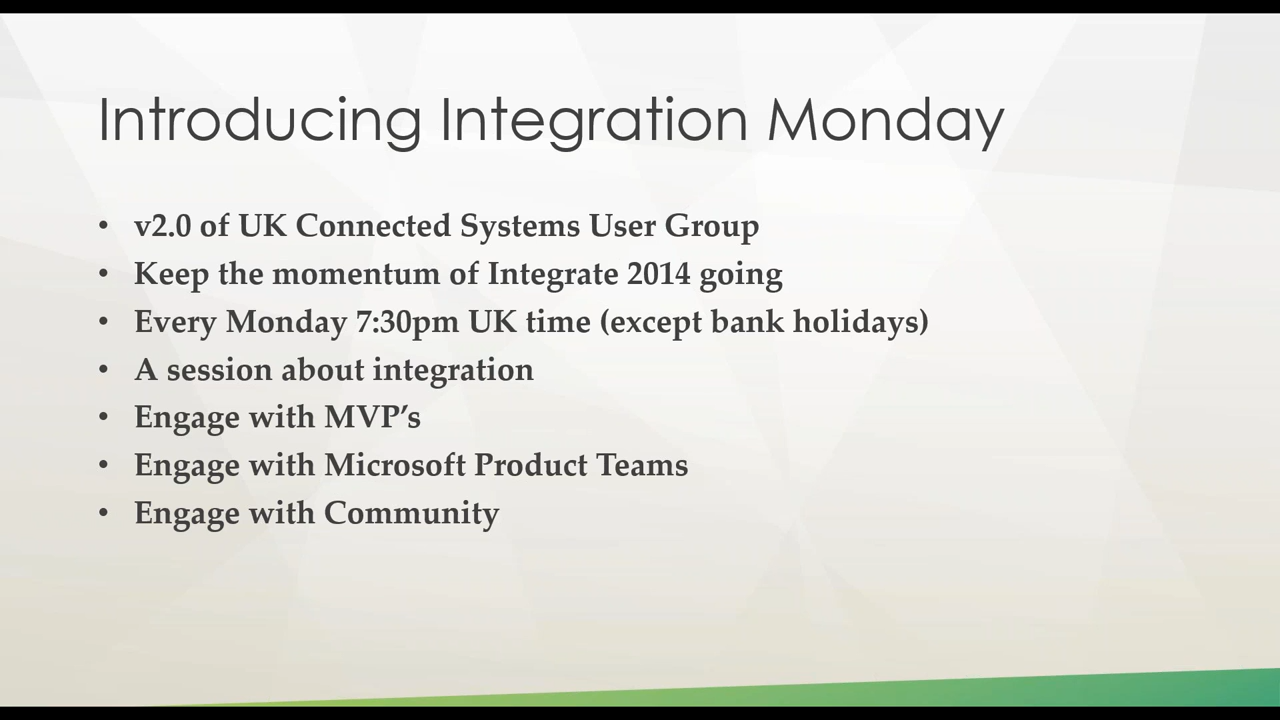 Introducing Integration Monday
• v2.0 of UK Connected Systems User Group
• Keep the momentum of Integrate 2014 going
• Every Monday 7:30pm UK time (except bank holidays)
• A session about integration
• Engage with MVP’s
• Engage with Microsoft Product Teams
• Engage with Community